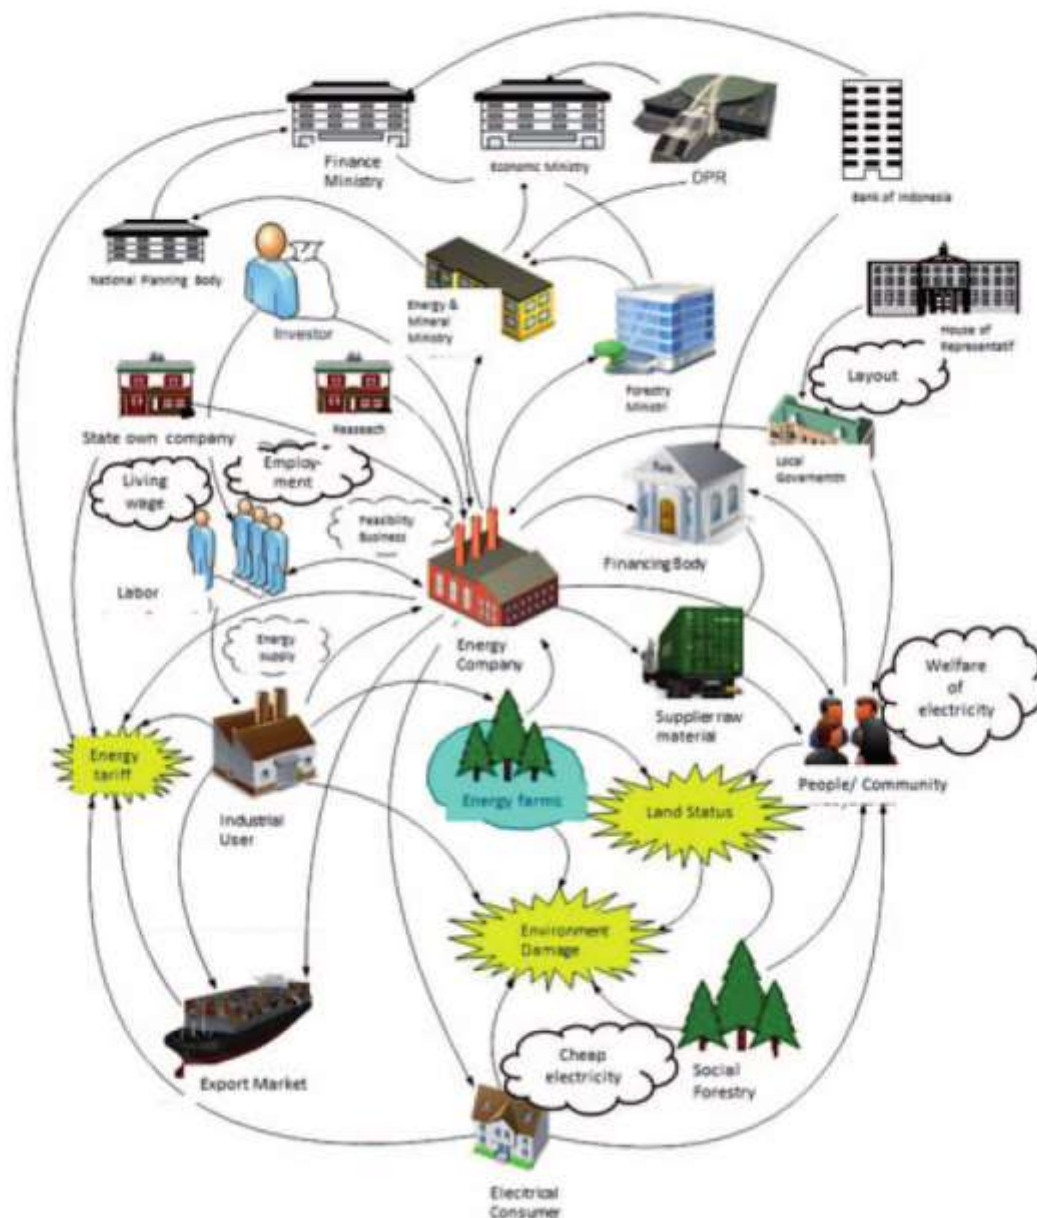 Finance
Ministry
Economic Ministry
DPR
Bank of Indonesia
National Planning Body
Investor
Energy &
Mineral
Ministry
House of
Representatif
Layout
Forestry
Ministri
State own company
Reaseach
Local
Governmentn
Employ-
ment
Living
wage
Feasibility
Business
Financing Body
Labor
Energy
supply
Energy
Company
Welfare
of
electricity
Supplier raw
material
Energy
tariff
People/ Community
Energy farms
Land Status
Industrial
User
Environment
Damage
Cheap
electricity
Social
Forestry
Export Market
Elecitrical
Consumer